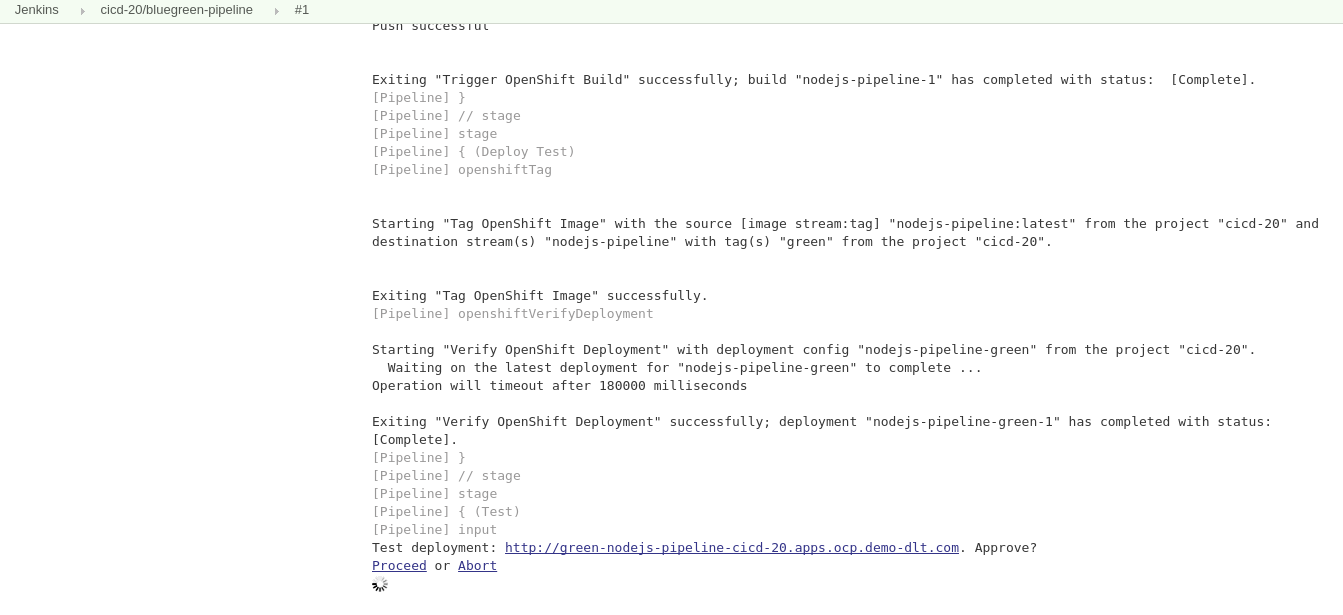 Jenkins cicd-20/bluegreen-pipeline #1
Push successful
Exiting "Trigger OpenShift Build" successfully; build "nodejs-pipeline-1" has completed with status:  [Complete].
[Pipeline] }
[Pipeline] // stage
[Pipeline] stage
[Pipeline] { (Deploy Test)
[Pipeline] openshiftTag
Starting "Tag OpenShift Image" with the source [image stream:tag] "nodejs-pipeline:latest" from the project "cicd-20" and
destination stream(s) "nodejs-pipeline" with tag(s) "green" from the project "cicd-20".
Exiting "Tag OpenShift Image" successfully.
[Pipeline] openshiftVerifyDeployment
Starting "Verify OpenShift Deployment" with deployment config "nodejs-pipeline-green" from the project "cicd-20".
  Waiting on the latest deployment for "nodejs-pipeline-green" to complete ...
Operation will timeout after 180000 milliseconds
Exiting "Verify OpenShift Deployment" successfully; deployment "nodejs-pipeline-green-1" has completed with status:
[Complete].
[Pipeline] }
[Pipeline] // stage
[Pipeline] stage
[Pipeline] { (Test)
[Pipeline] input
Test deployment: http://green-nodejs-pipeline-cicd-20.apps.ocp.demo-dlt.com. Approve?
Proceed or Abort